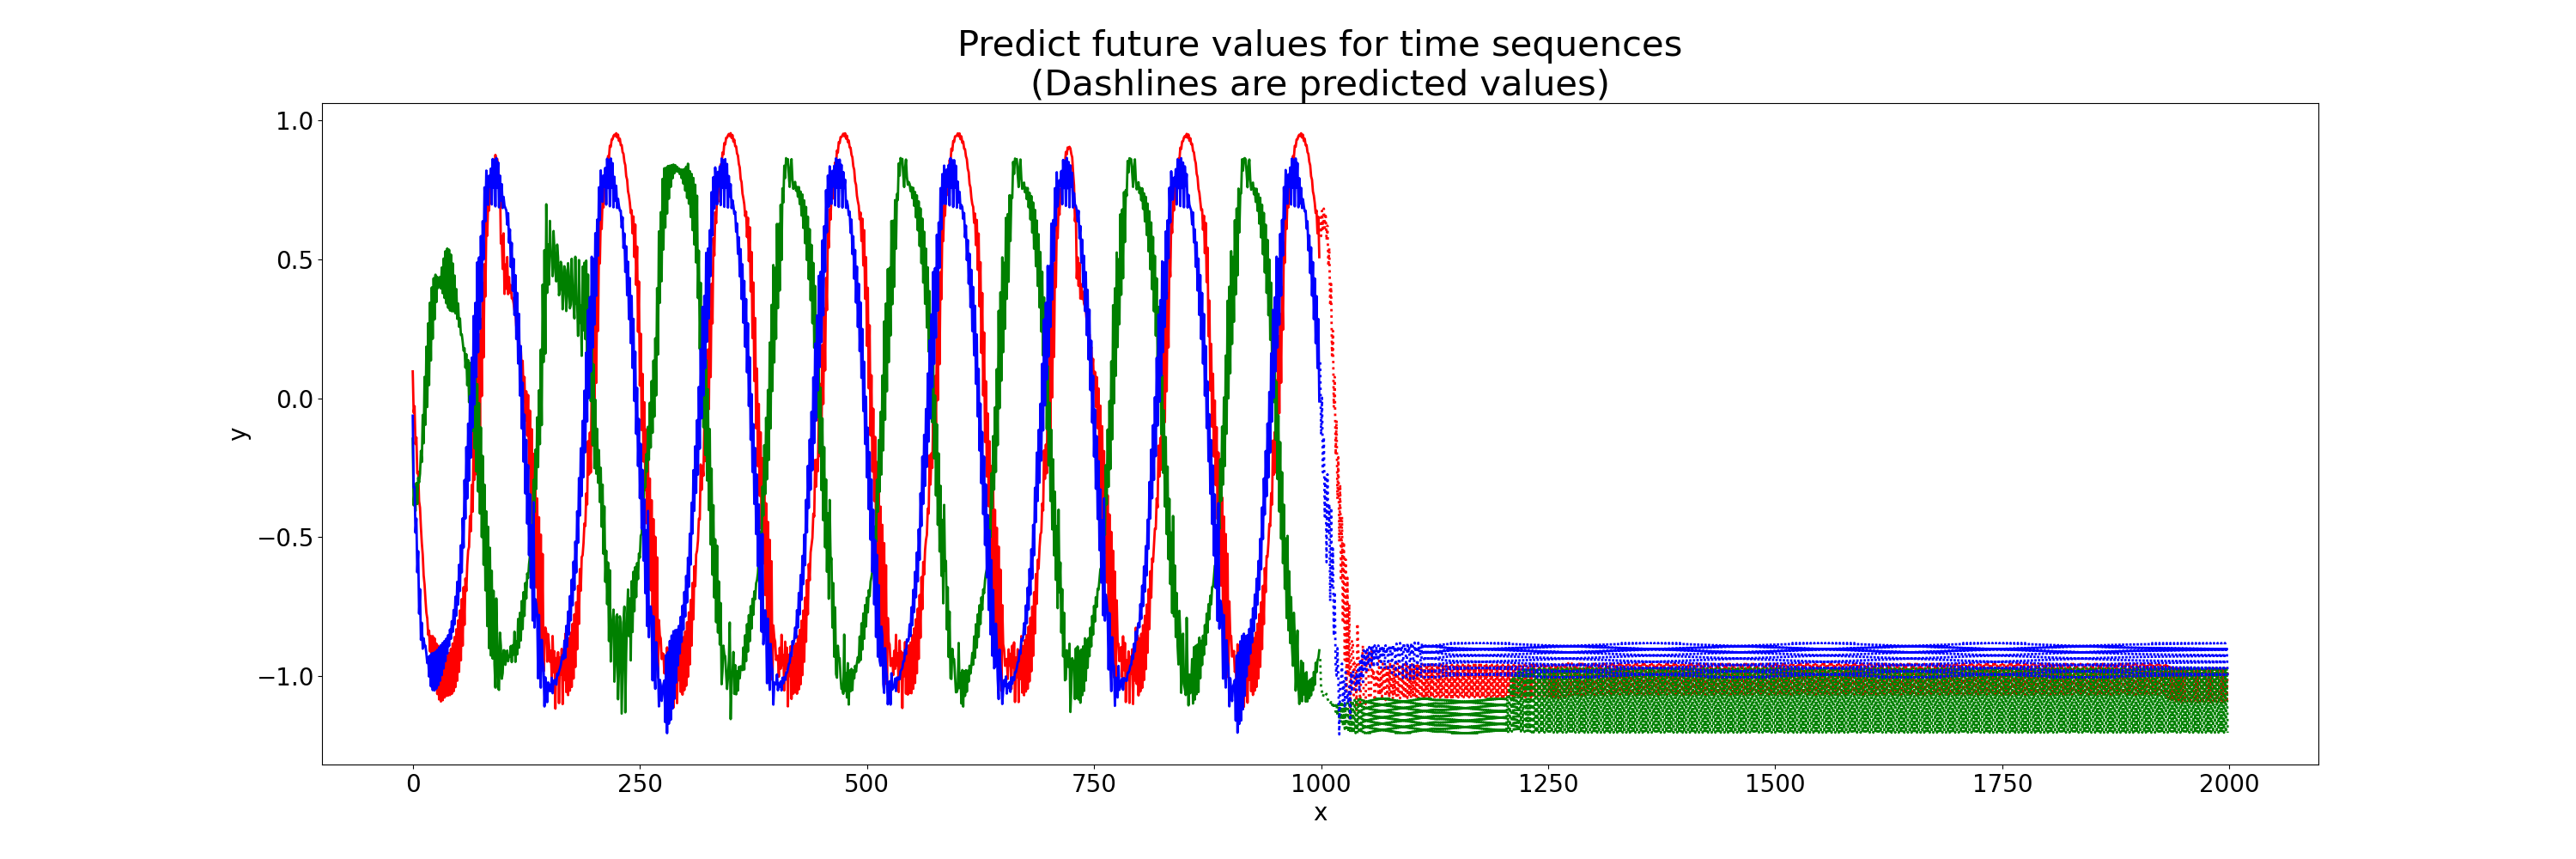 Predict future values for time sequences
(Dashlines are predicted values)
1.0
0.5
0.0
−0.5
−1.0
y
0 250 500 750 1000 1250 1500 1750 2000
x